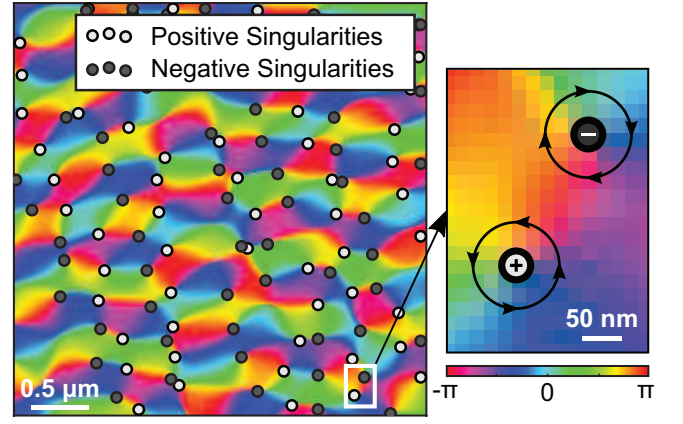 Positive Singularities
Negative Singularities
0.5 µm
−
+
50 nm
-π 0 π